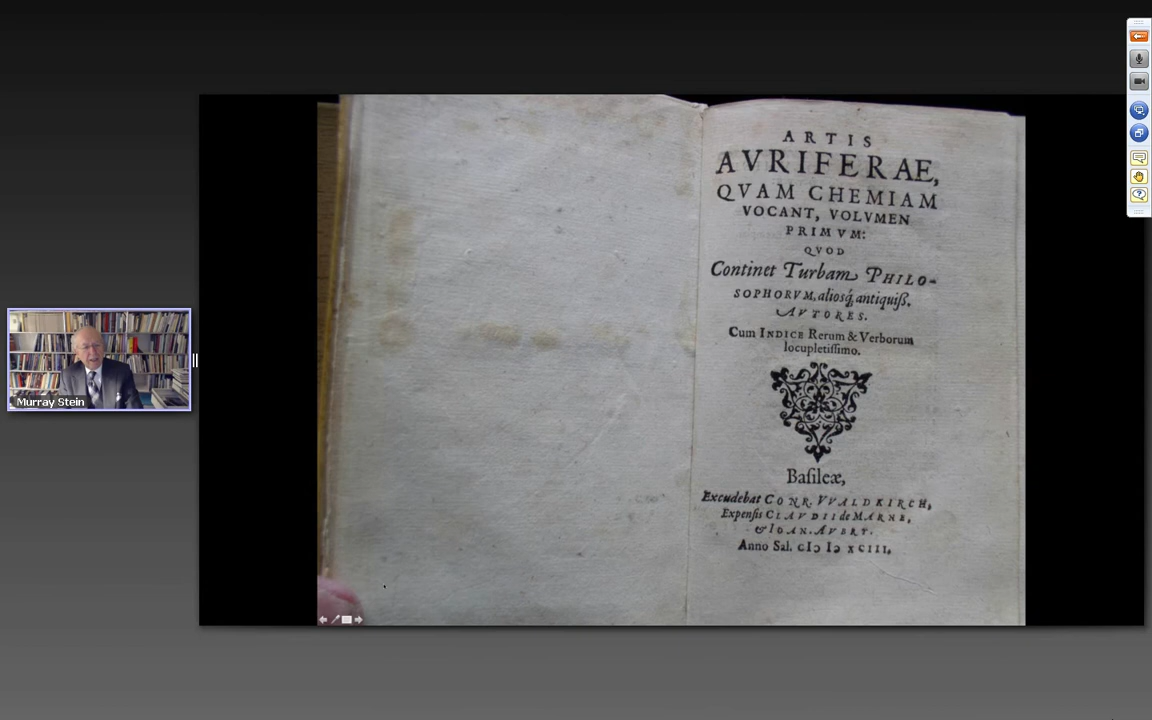 ARTIS
AVRIFERAE,
QVAM CHEMIAM
VOCANT, VOLVMEN
PRIMVM:
QVOD
Continet Turbam PHILO-
SOPHORVM, aliosq́; antiquiß.
AVTORES.
Cum INDICE Rerum & Verborum
locupletiſſimo.
Baſileæ,
Excudebat CONR. VVALDKIRCH,
Expenſis CLAVDII de MARNE,
& IOAN. AVBRY.
Anno Sal. cIↃ IↃ XCIII.
Murray Stein